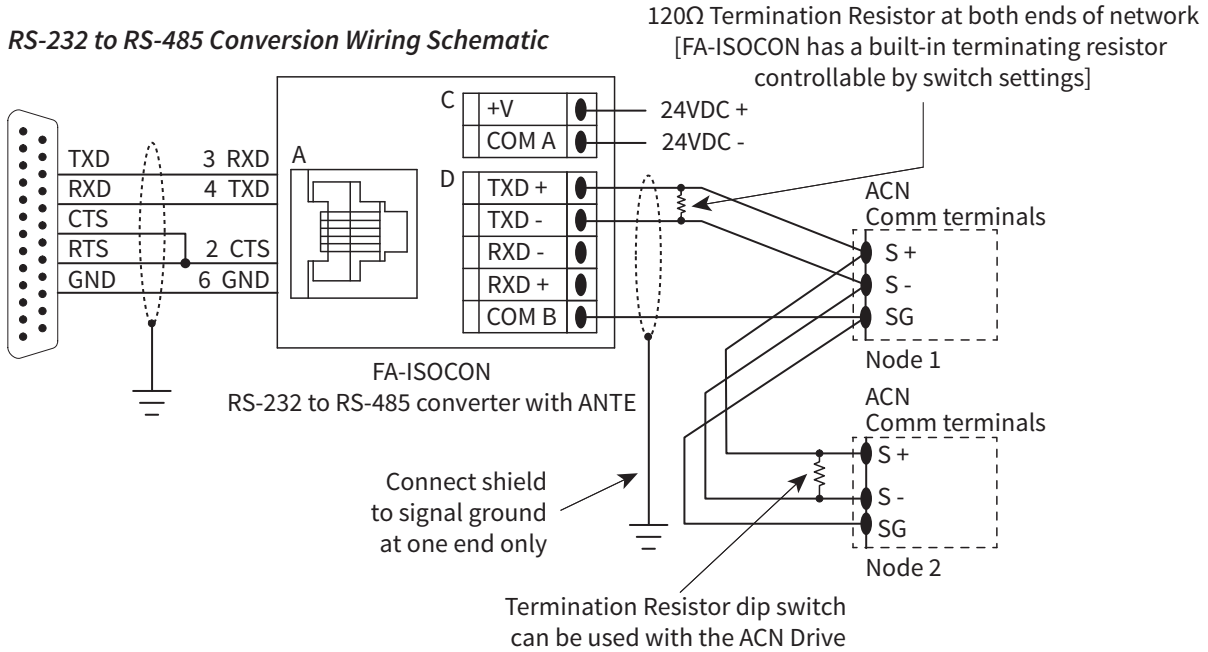 RS-232 to RS-485 Conversion Wiring Schematic
120Ω Termination Resistor at both ends of network
[FA-ISOCON has a built-in terminating resistor
controllable by switch settings]
TXD
RXD
CTS
RTS
GND
3 RXD
4 TXD
2 CTS
6 GND
A
C
+V
COM A
24VDC +
24VDC -
D
TXD +
TXD -
RXD -
RXD +
COM B
FA-ISOCON
RS-232 to RS-485 converter with ANTE
ACN
Comm terminals
S +
S -
SG
Node 1
ACN
Comm terminals
S +
S -
SG
Node 2
Connect shield
to signal ground
at one end only
Termination Resistor dip switch
can be used with the ACN Drive